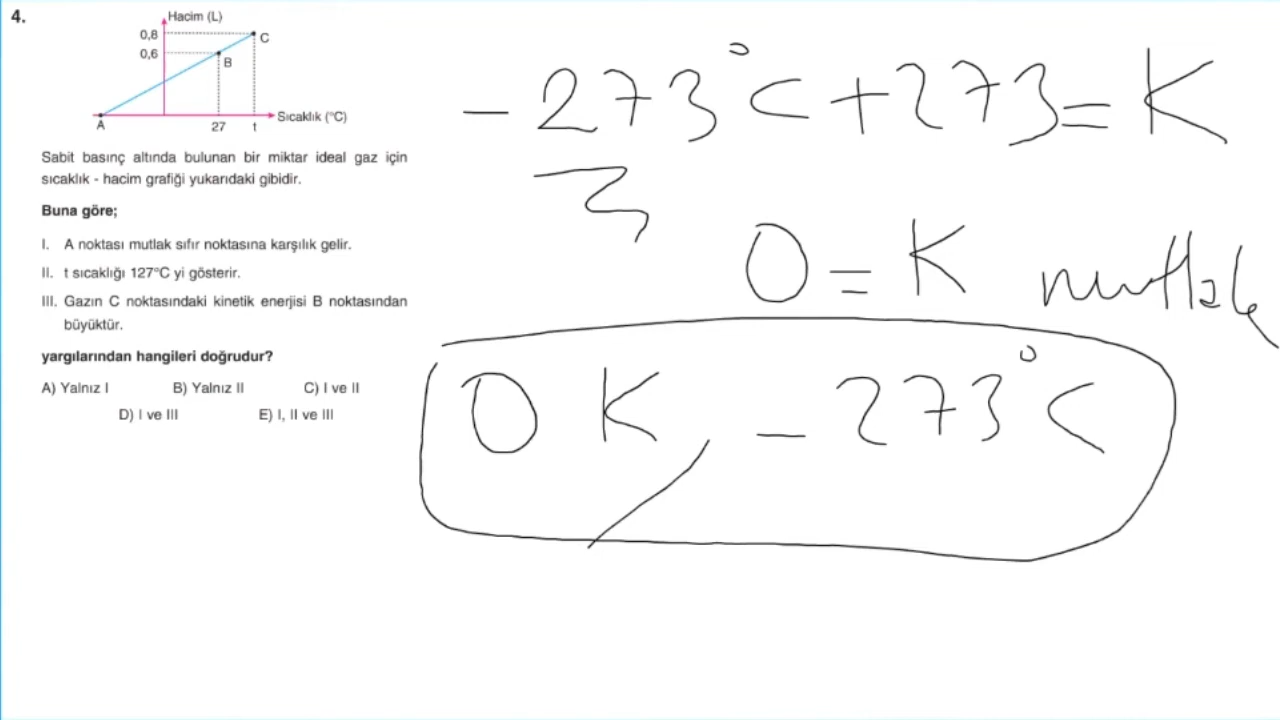 4.
Hacim (L)
0,8
C
0,6
B
A
27
t
Sıcaklık (°C)
Sabit basınç altında bulunan bir miktar ideal gaz için
sıcaklık - hacim grafiği yukarıdaki gibidir.
Buna göre;
I. A noktası mutlak sıfır noktasına karşılık gelir.
II. t sıcaklığı 127°C yi gösterir.
III. Gazın C noktasındaki kinetik enerjisi B noktasından
büyüktür.
yargılarından hangileri doğrudur?
A) Yalnız I B) Yalnız II C) I ve II
D) I ve III E) I, II ve III
-273°C+273=K
0=K mutlak
0 K, -273°C